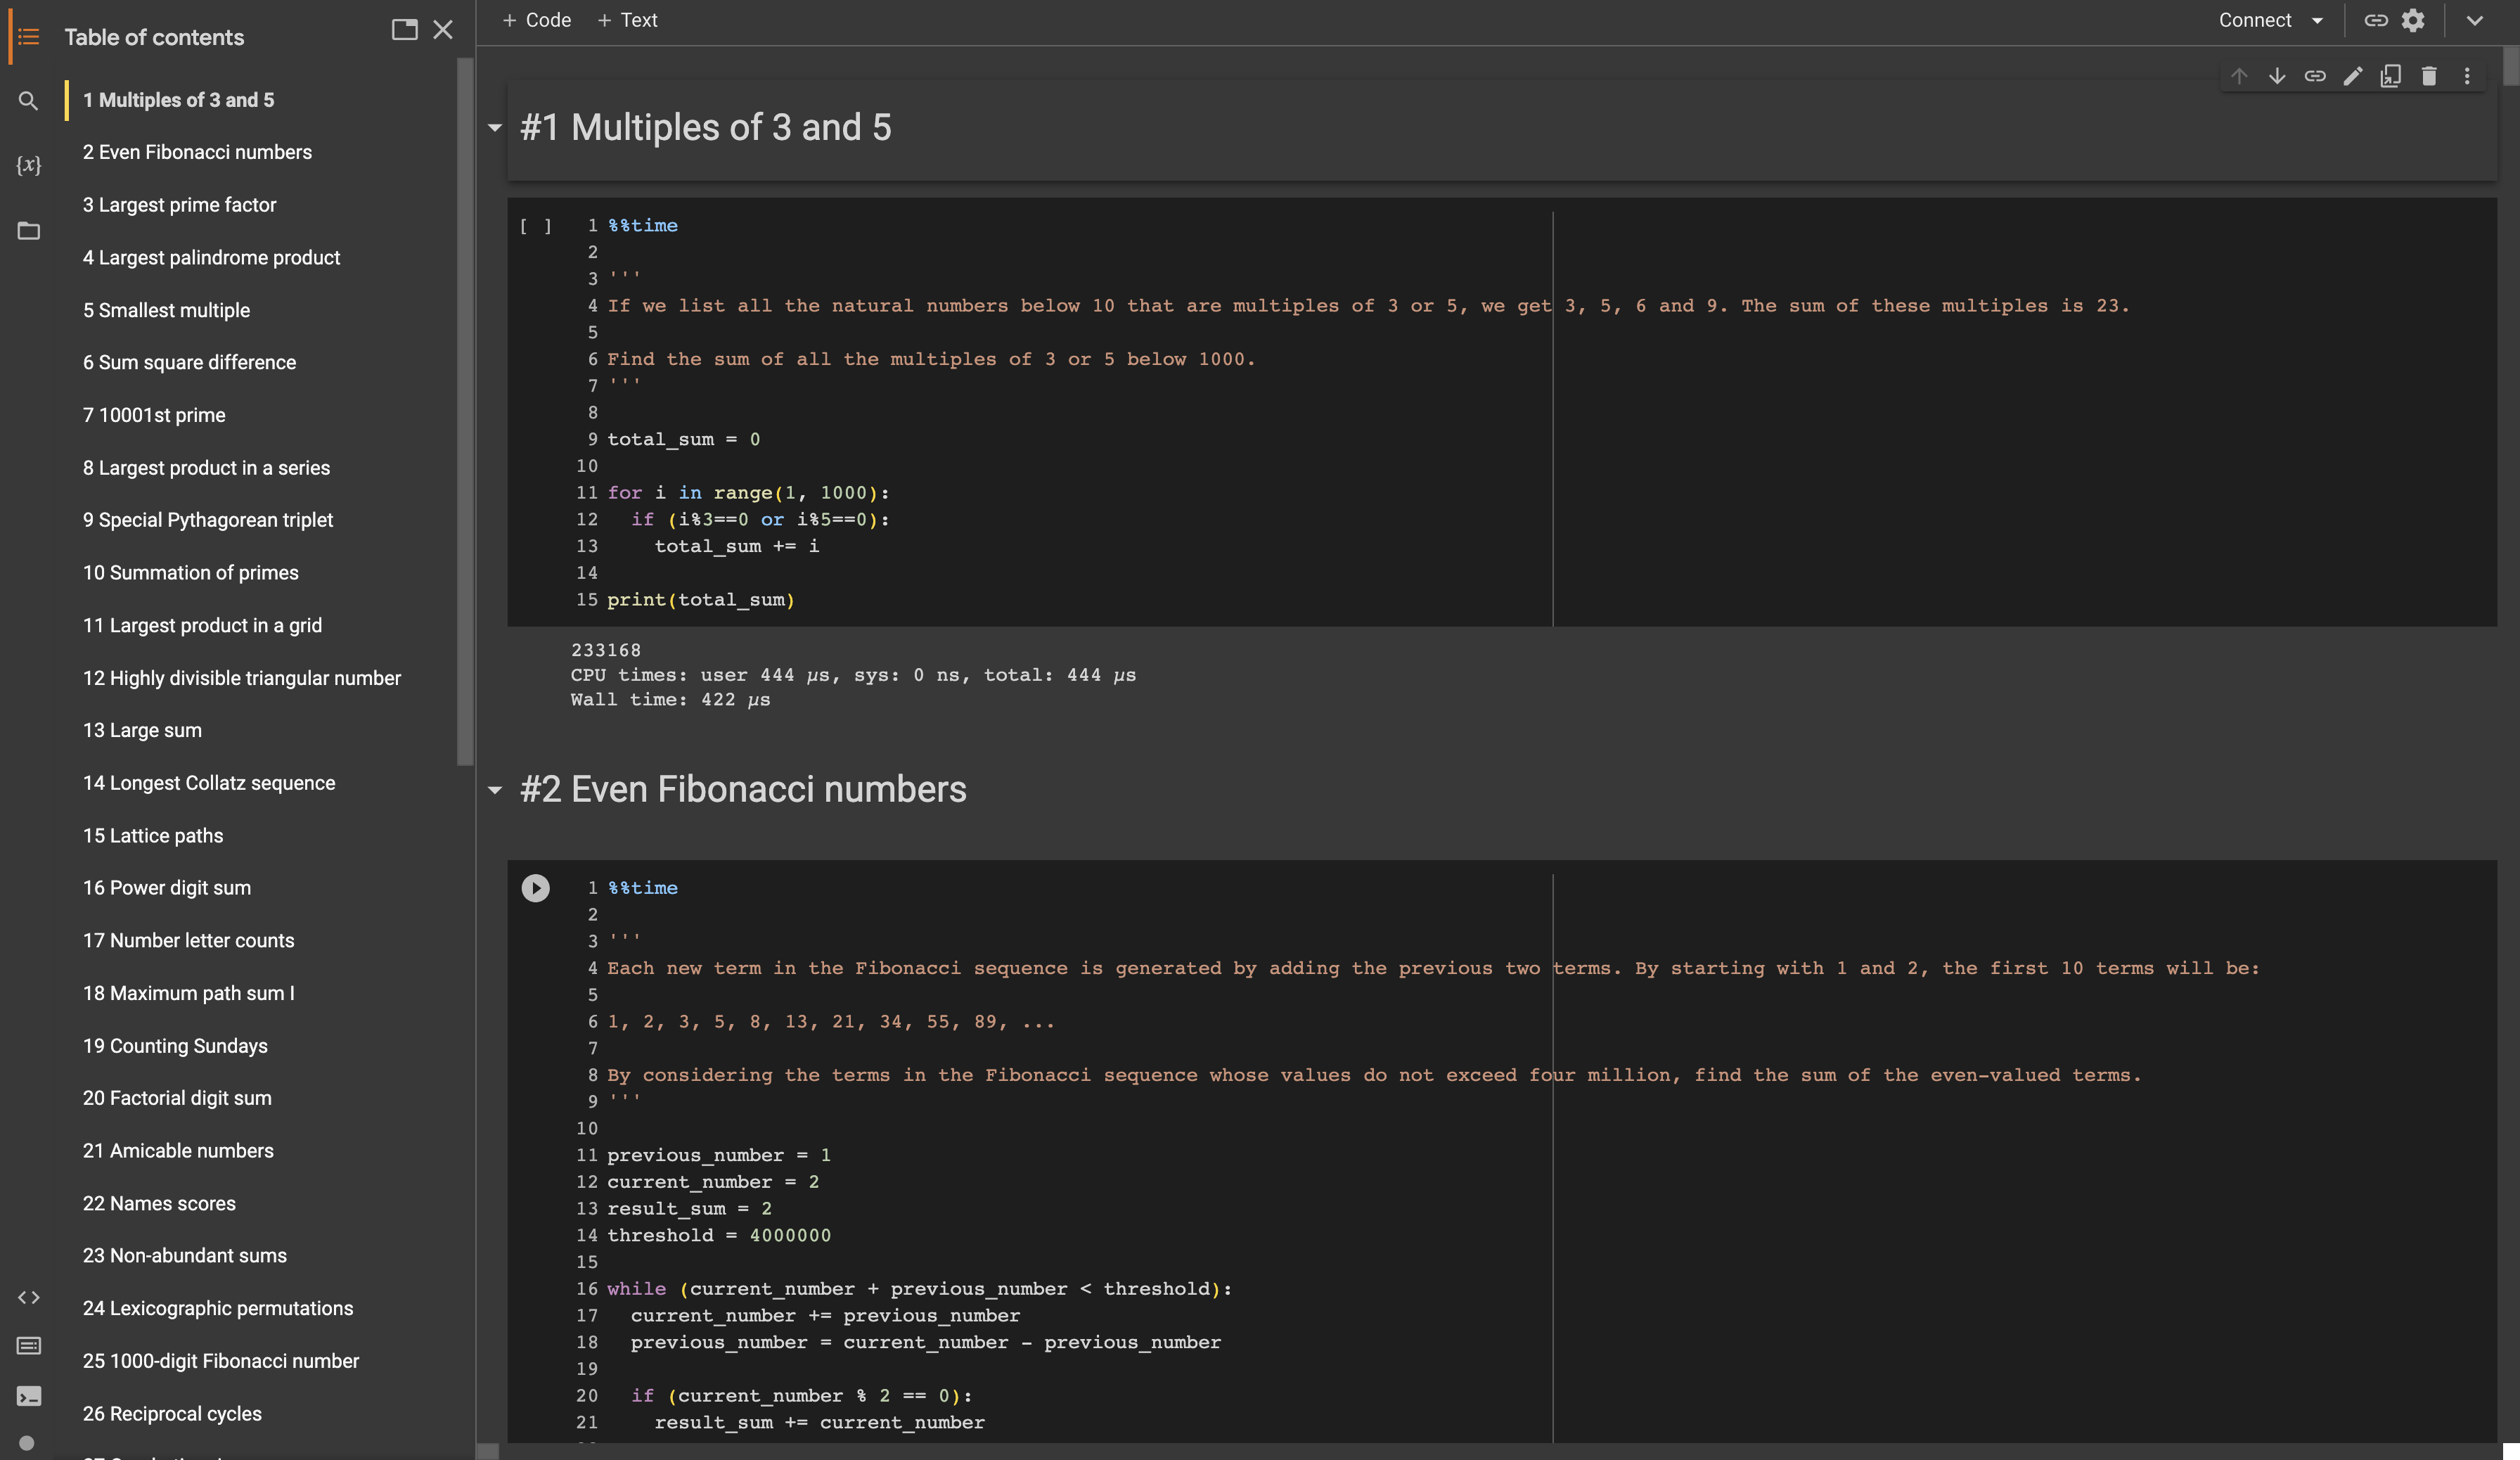 Table of contents
1 Multiples of 3 and 5
2 Even Fibonacci numbers
3 Largest prime factor
4 Largest palindrome product
5 Smallest multiple
6 Sum square difference
7 10001st prime
8 Largest product in a series
9 Special Pythagorean triplet
10 Summation of primes
11 Largest product in a grid
12 Highly divisible triangular number
13 Large sum
14 Longest Collatz sequence
15 Lattice paths
16 Power digit sum
17 Number letter counts
18 Maximum path sum I
19 Counting Sundays
20 Factorial digit sum
21 Amicable numbers
22 Names scores
23 Non-abundant sums
24 Lexicographic permutations
25 1000-digit Fibonacci number
26 Reciprocal cycles
{x}
+ Code + Text
Connect
#1 Multiples of 3 and 5
[ ]
1 %%time
2
3 '''
4 If we list all the natural numbers below 10 that are multiples of 3 or 5, we get 3, 5, 6 and 9. The sum of these multiples is 23.
5
6 Find the sum of all the multiples of 3 or 5 below 1000.
7 '''
8
9 total_sum = 0
10
11 for i in range(1, 1000):
12   if (i%3==0 or i%5==0):
13     total_sum += i
14
15 print(total_sum)
233168
CPU times: user 444 µs, sys: 0 ns, total: 444 µs
Wall time: 422 µs
#2 Even Fibonacci numbers
1 %%time
2
3 '''
4 Each new term in the Fibonacci sequence is generated by adding the previous two terms. By starting with 1 and 2, the first 10 terms will be:
5
6 1, 2, 3, 5, 8, 13, 21, 34, 55, 89, ...
7
8 By considering the terms in the Fibonacci sequence whose values do not exceed four million, find the sum of the even-valued terms.
9 '''
10
11 previous_number = 1
12 current_number = 2
13 result_sum = 2
14 threshold = 4000000
15
16 while (current_number + previous_number < threshold):
17   current_number += previous_number
18   previous_number = current_number - previous_number
19
20   if (current_number % 2 == 0):
21     result_sum += current_number